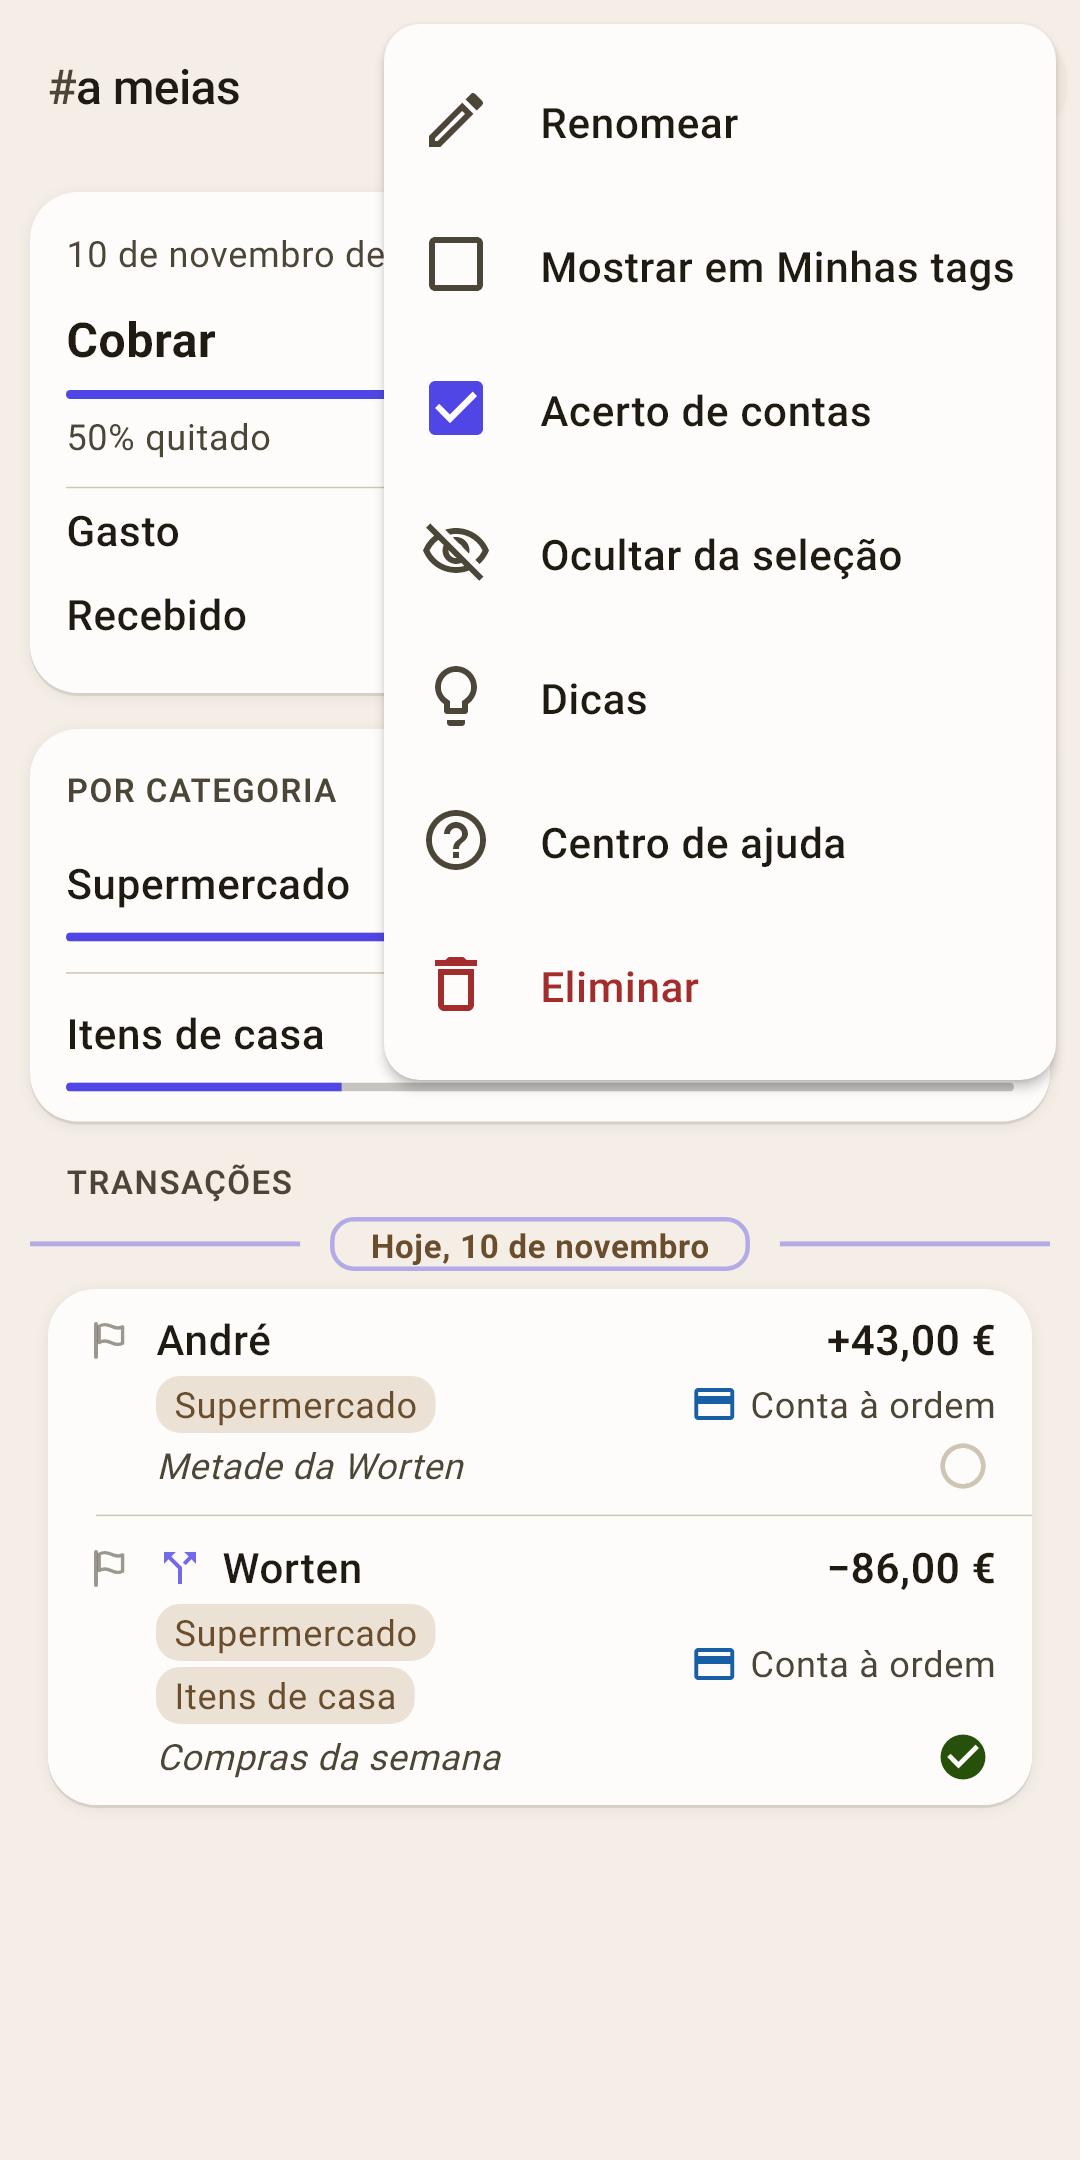 #a meias
Renomear
Mostrar em Minhas tags
Acerto de contas
Ocultar da seleção
Dicas
Centro de ajuda
Eliminar
10 de novembro de
Cobrar
50% quitado
Gasto
Recebido
POR CATEGORIA
Supermercado
Itens de casa
TRANSAÇÕES
Hoje, 10 de novembro
André +43,00 €
Supermercado Conta à ordem
Metade da Worten
Worten −86,00 €
Supermercado
Conta à ordem
Itens de casa
Compras da semana